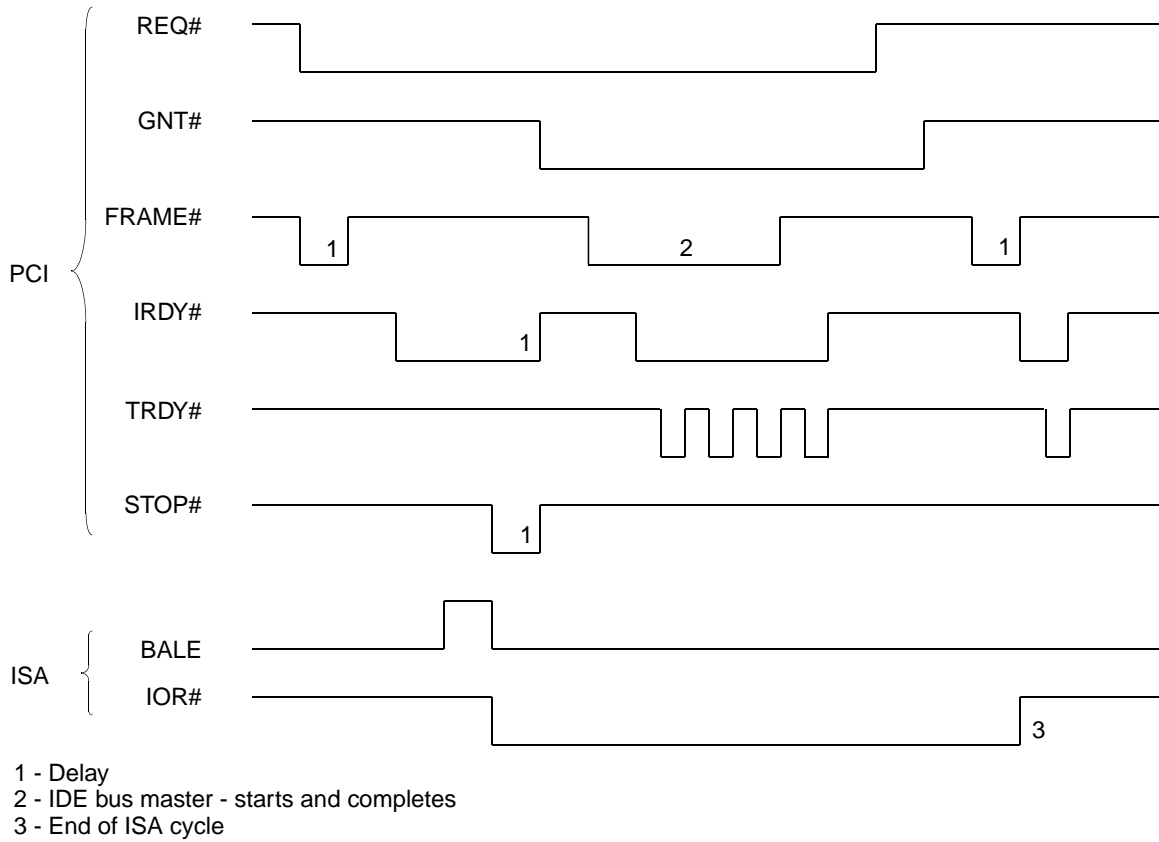 REQ#
GNT#
FRAME#
1
2
1
PCI
IRDY#
1
TRDY#
STOP#
1
BALE
ISA
IOR#
3
1 - Delay
2 - IDE bus master - starts and completes
3 - End of ISA cycle